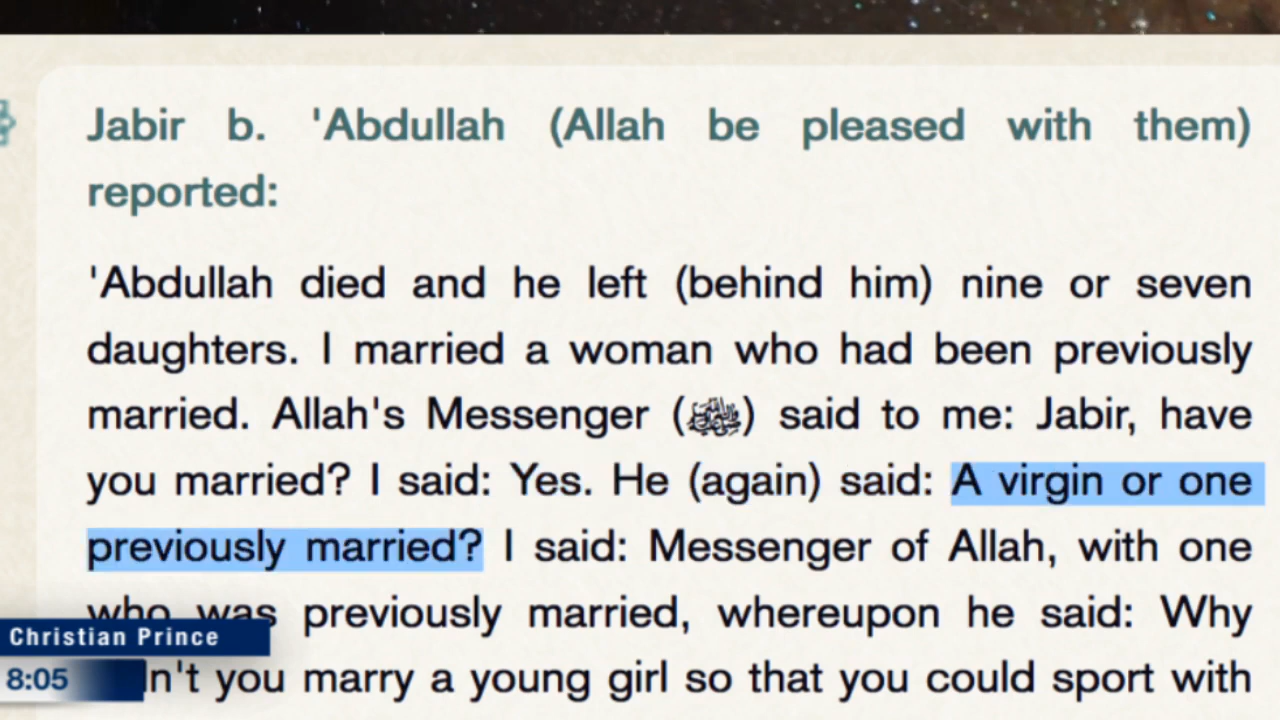 Jabir b. 'Abdullah (Allah be pleased with them)
reported:
'Abdullah died and he left (behind him) nine or seven
daughters. I married a woman who had been previously
married. Allah's Messenger (ﷺ) said to me: Jabir, have
you married? I said: Yes. He (again) said: A virgin or one
previously married? I said: Messenger of Allah, with one
who was previously married, whereupon he said: Why
Christian Prince
n't you marry a young girl so that you could sport with
8:05